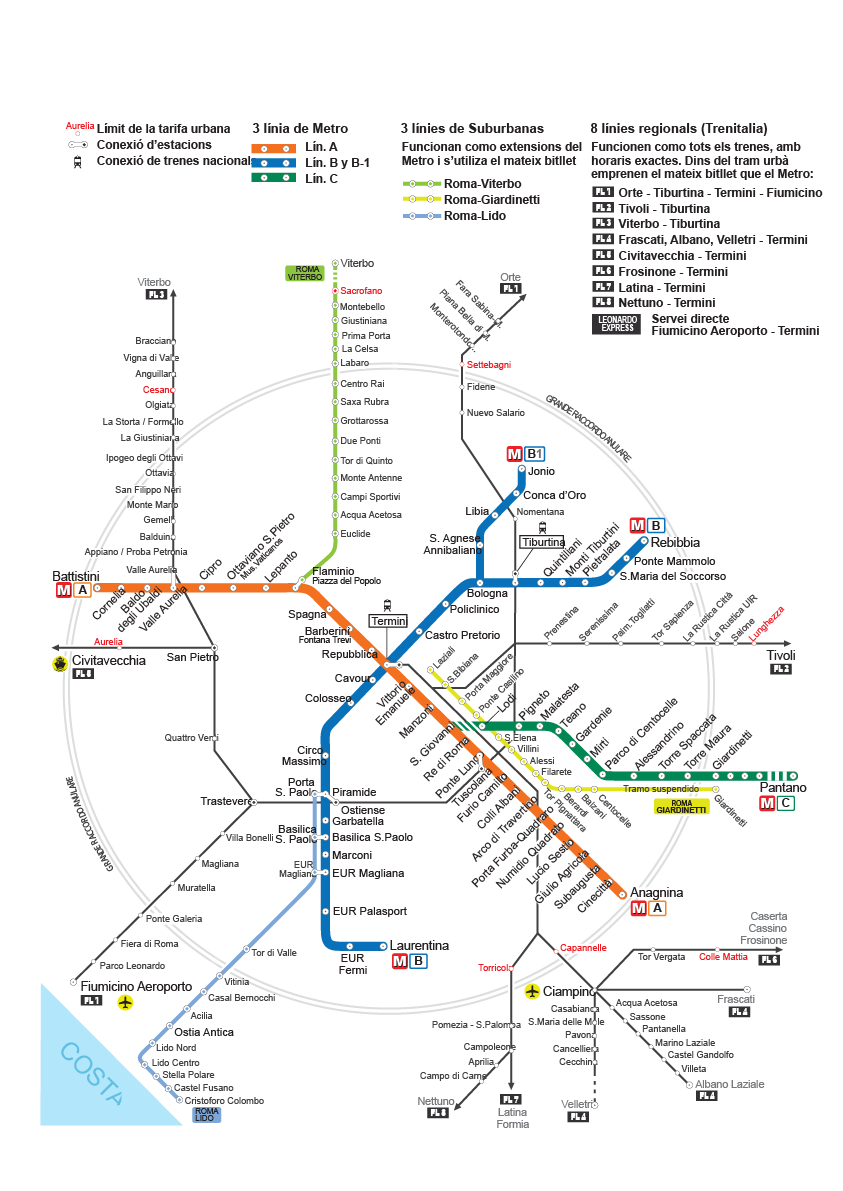 Aurelia Límit de la tarifa urbana
Conexió d'estacions
Conexió de trenes nacionals
3 línia de Metro
Lín. A
Lín. B y B-1
Lín. C
3 línies de Suburbanas
Funcionan como extensions del
Metro i s'utiliza el mateix bitllet
Roma-Viterbo
Roma-Giardinetti
Roma-Lido
8 línies regionals (Trenitalia)
Funcionen como tots els trenes, amb
horaris exactes. Dins del tram urbà
emprenen el mateix bitllet que el Metro:
FL1 Orte - Tiburtina - Termini - Fiumicino
FL2 Tivoli - Tiburtina
FL3 Viterbo - Tiburtina
FL4 Frascati, Albano, Velletri - Termini
FL5 Civitavecchia - Termini
FL6 Frosinone - Termini
FL7 Latina - Termini
FL8 Nettuno - Termini
LEONARDO
EXPRESS
Servei directe
Fiumicino Aeroporto - Termini
Viterbo
FL3
Braccian
Vigna di Valle
Anguillar
Cesano
Olgiata
La Storta / Formello
La Giustiniana
Ipogeo degli Ottavi
Ottavia
San Filippo Neri
Monte Mario
Gemell
Balduin
Appiano / Proba Petronia
Valle Aurelia
ROMA
VITERBO
Viterbo
Sacrofano
Montebello
Giustiniana
Prima Porta
La Celsa
Labaro
Centro Rai
Saxa Rubra
Grottarossa
Due Ponti
Tor di Quinto
Monte Antenne
Campi Sportivi
Acqua Acetosa
Euclide
Orte
FL1
Fara Sabina-M.
Piana Bella di M.
Monterotondo
Settebagni
Fidene
Nuevo Salario
Nomentana
GRANDE RACCORDO ANULARE
M B1
Jonio
Conca d'Oro
Libia
S. Agnese
Annibaliano
Bologna
Tiburtina
Quintiliani
Monti Tiburtini
Pietralata
S.Maria del Soccorso
Ponte Mammolo
Rebibbia
M B
Battistini
M A
Cornelia
Baldo
degli Ubaldi
Valle Aurelia
Cipro
Ottaviano S.Pietro
Mus. Vaticanos
Lepanto
Flaminio
Piazza del Popolo
Spagna
Barberini
Fontana Trevi
Repubblica
Termin
Policlinico
Castro Pretorio
Cavour
Colosseo
Circo
Massimo
Vittorio
Emanuele
Manzoni
S. Giovanni
Re di Roma
Ponte Lungo
Tuscolana
Furio Camilo
Colli Albani
Arco di Travertino
Porta Furba-Quadraro
Numidio Quadrato
Lucio Sestio
Giulio Agricola
Subaugusta
Cinecittà
Anagnina
M A
Aurelia
Civitavecchia
FL5
San Pietro
Quattro Venti
Trastevere
Prenestina
Serenissima
Palm.Togliatti
Tor Sapienza
La Rustica Città
La Rustica UIR
Salone
Lunghezza
Tivoli
FL2
Laziali
S.Bibiana
Porta Maggiore
Ponte Casilino
Lodi
Pigneto
Malatesta
Teano
Gardenie
Mirti
Parco di Centocelle
Alessandrino
Torre Spaccata
Torre Maura
Giardinetti
Pantano
M C
S.Elena
Villini
Alessi
Filarete
Tor Pignattara
Berardi
Balzani
Centocelle
Tramo suspendido
Giardinetti
ROMA
GIARDINETTI
Porta
S. Paolo
Piramide
Ostiense
Garbatella
Basilica
S. Paolo
Basilica S.Paolo
Marconi
EUR
Magliana
EUR Magliana
EUR Palasport
EUR
Fermi
Laurentina
M B
GRANDE RACCORDO ANULARE
Villa Bonelli
Magliana
Muratella
Ponte Galeria
Fiera di Roma
Parco Leonardo
Fiumicino Aeroporto
FL1
Tor di Valle
Vitinia
Casal Bernocchi
Acilia
Ostia Antica
Lido Nord
Lido Centro
Stella Polare
Castel Fusano
Cristoforo Colombo
ROMA
LIDO
COSTA
Capannelle
Torricola
Ciampino
Tor Vergata
Colle Mattia
Caserta
Cassino
Frosinone
FL6
Frascati
FL4
Casabianca
S.Maria delle Mole
Pavona
Cancelliera
Cecchin
Velletri
FL4
Acqua Acetosa
Sassone
Pantanella
Marino Laziale
Castel Gandolfo
Villeta
Albano Laziale
FL4
Pomezia - S.Palomba
Campoleone
Aprilia
Campo di Carne
Nettuno
FL8
FL7
Latina
Formia